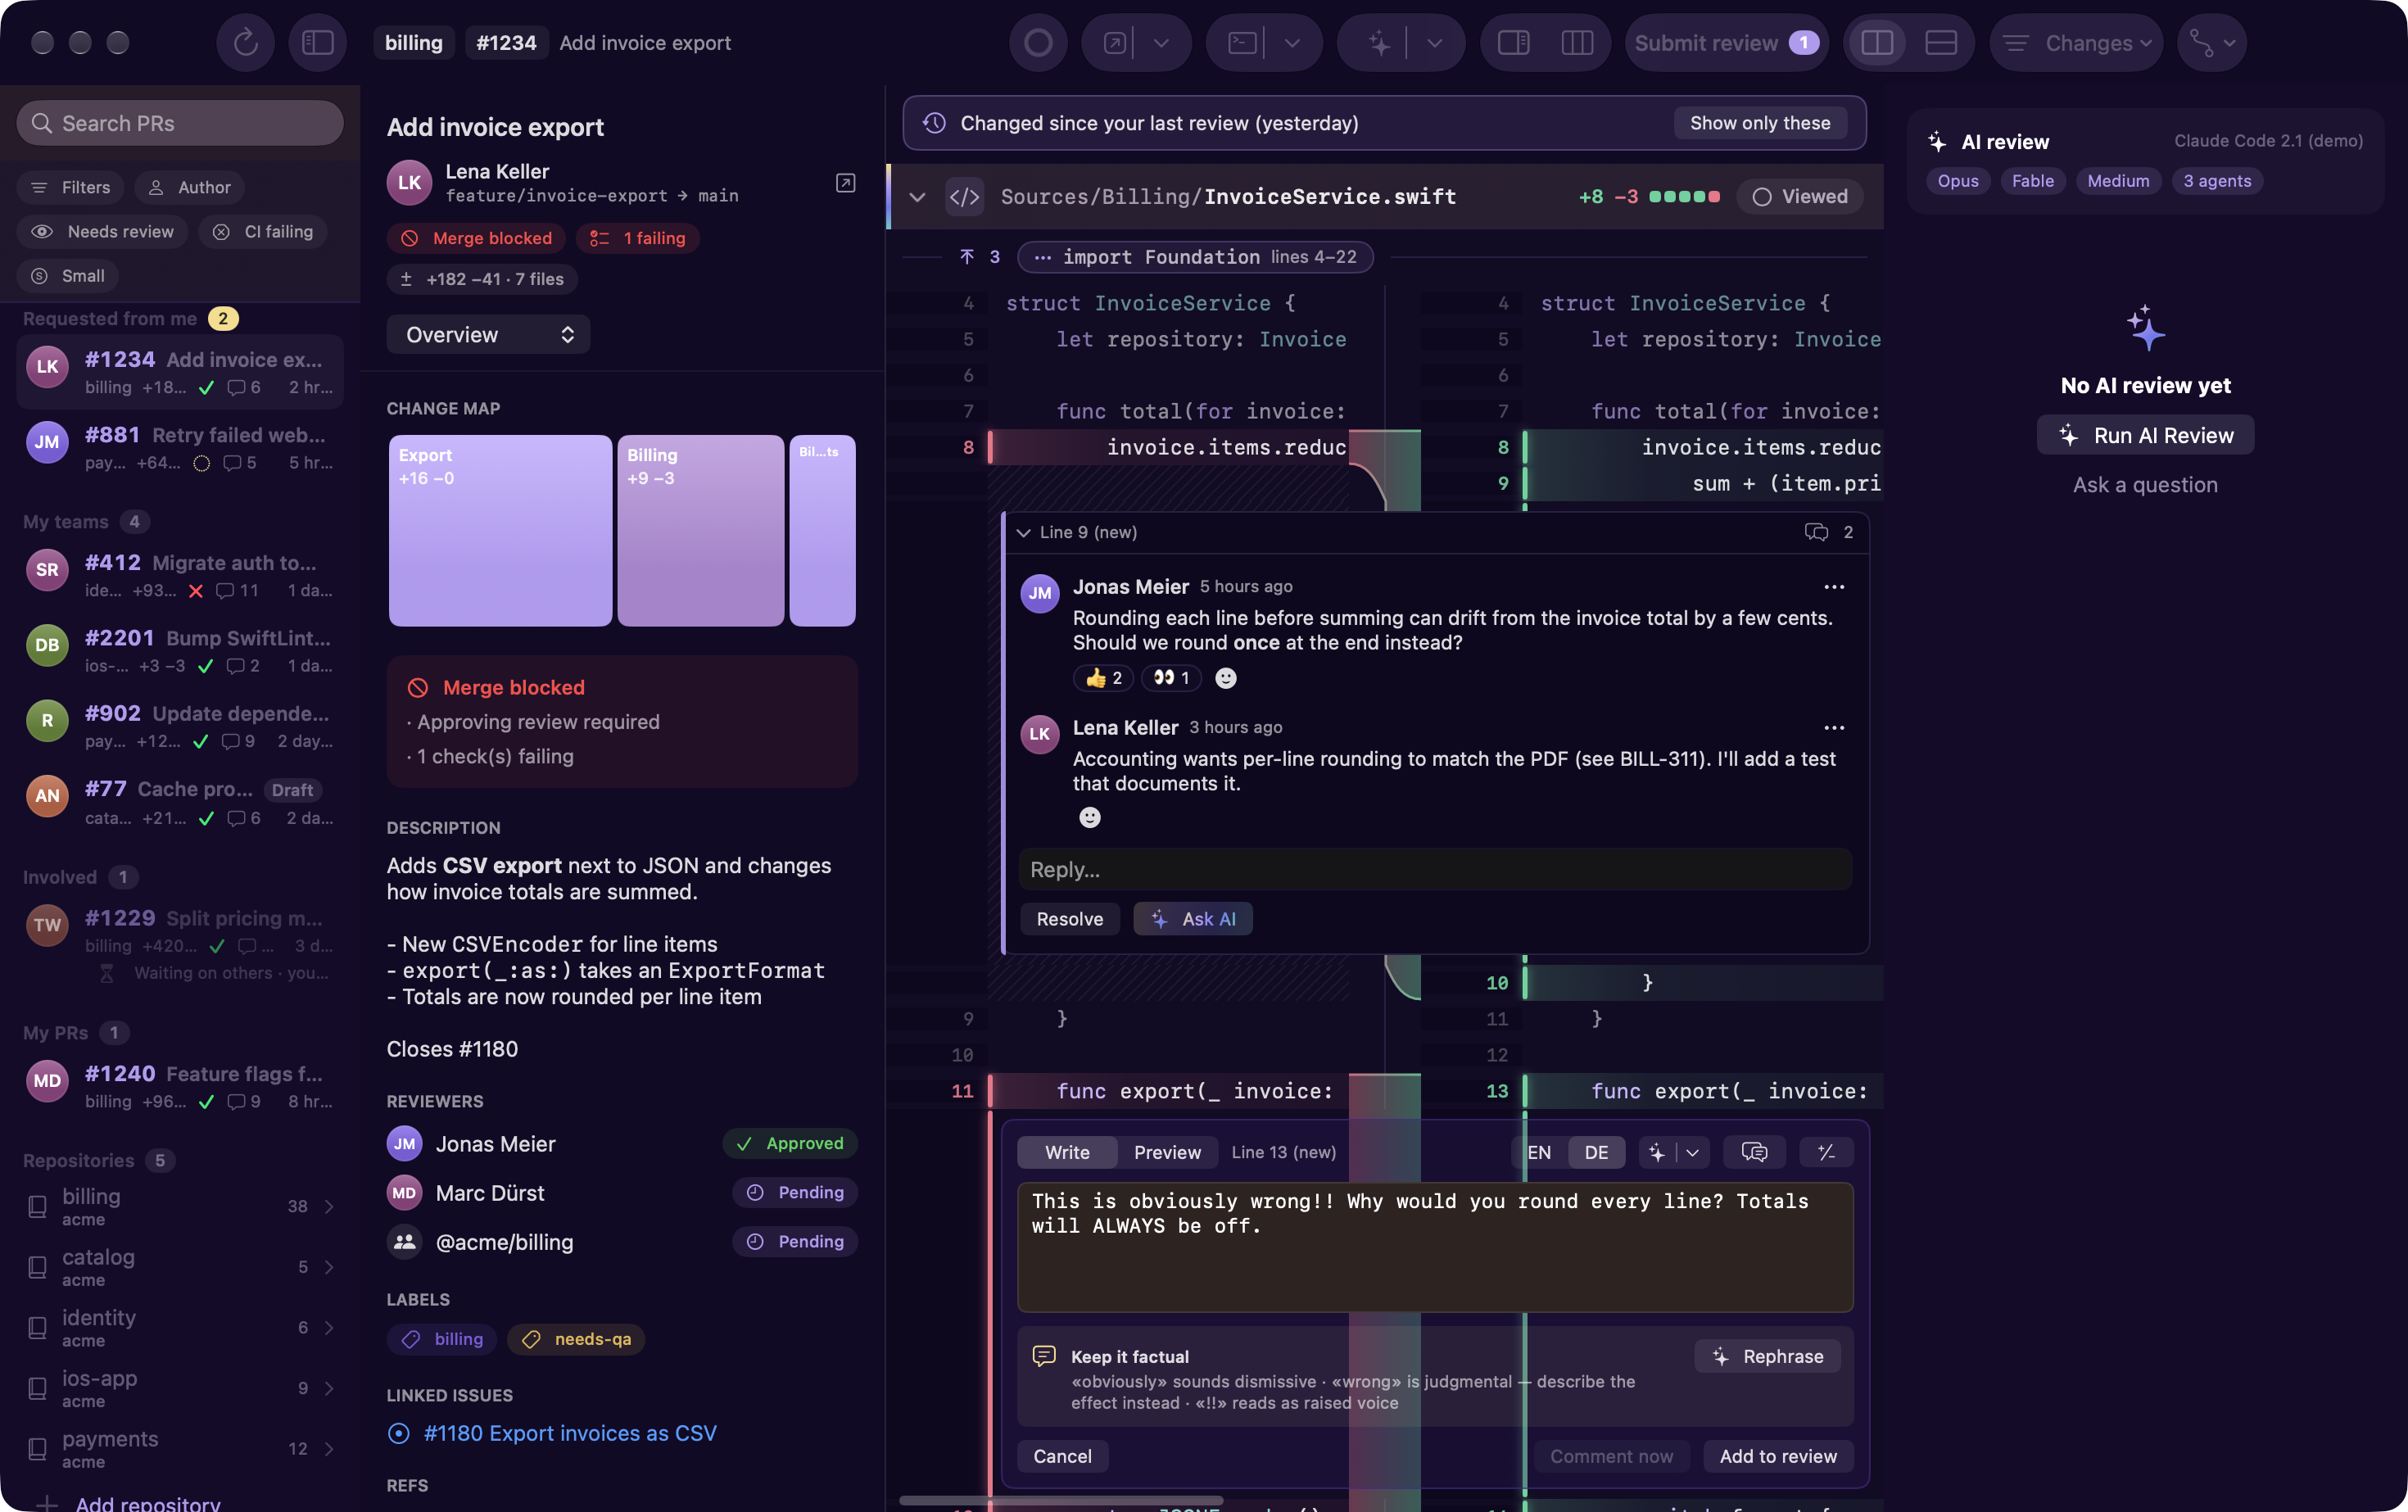 billing #1234 Add invoice export
Submit review 1
Changes
Search PRs
Filters
Author
Needs review
CI failing
Small
Requested from me 2
LK
#1234 Add invoice ex…
billing +18… 6 2 hr…
JM
#881 Retry failed web…
pay… +64… 5 5 hr…
My teams 4
SR
#412 Migrate auth to…
ide… +93… 11 1 da…
DB
#2201 Bump SwiftLint…
ios-… +3 −3 2 1 da…
R
#902 Update depende…
pay… +12… 9 2 day…
AN
#77 Cache pro… Draft
cata… +21… 6 2 da…
Involved 1
TW
#1229 Split pricing m…
billing +420… … 3 d…
Waiting on others · you…
My PRs 1
MD
#1240 Feature flags f…
billing +96… 9 8 hr…
Repositories 5
billing
acme
38
catalog
acme
5
identity
acme
6
ios-app
acme
9
payments
acme
12
Add repository
Add invoice export
LK
Lena Keller
feature/invoice-export → main
Merge blocked
1 failing
± +182 −41 · 7 files
Overview
CHANGE MAP
Export
+16 −0
Billing
+9 −3
Bil…ts
Merge blocked
· Approving review required
· 1 check(s) failing
DESCRIPTION
Adds CSV export next to JSON and changes
how invoice totals are summed.
- New CSVEncoder for line items
- export(_:as:) takes an ExportFormat
- Totals are now rounded per line item
Closes #1180
REVIEWERS
JM Jonas Meier Approved
MD Marc Dürst Pending
@acme/billing Pending
LABELS
billing
needs-qa
LINKED ISSUES
#1180 Export invoices as CSV
REFS
Changed since your last review (yesterday)
Show only these
</> Sources/Billing/InvoiceService.swift +8 −3 Viewed
3 ··· import Foundation lines 4–22
4 struct InvoiceService { 4 struct InvoiceService {
5 let repository: Invoice 5 let repository: Invoice
6 6
7 func total(for invoice: 7 func total(for invoice:
8 invoice.items.reduc 8 invoice.items.reduc
9 sum + (item.pri
Line 9 (new) 2
JM
Jonas Meier 5 hours ago
Rounding each line before summing can drift from the invoice total by a few cents.
Should we round once at the end instead?
👍 2 👀 1
LK
Lena Keller 3 hours ago
Accounting wants per-line rounding to match the PDF (see BILL-311). I'll add a test
that documents it.
Reply...
Resolve
Ask AI
10 }
9 } 11 }
10 12
11 func export(_ invoice: 13 func export(_ invoice:
Write Preview Line 13 (new) EN DE
This is obviously wrong!! Why would you round every line? Totals
will ALWAYS be off.
Keep it factual
«obviously» sounds dismissive · «wrong» is judgmental — describe the
effect instead · «!!» reads as raised voice
Rephrase
Cancel
Comment now
Add to review
AI review
Claude Code 2.1 (demo)
Opus Fable Medium 3 agents
No AI review yet
Run AI Review
Ask a question